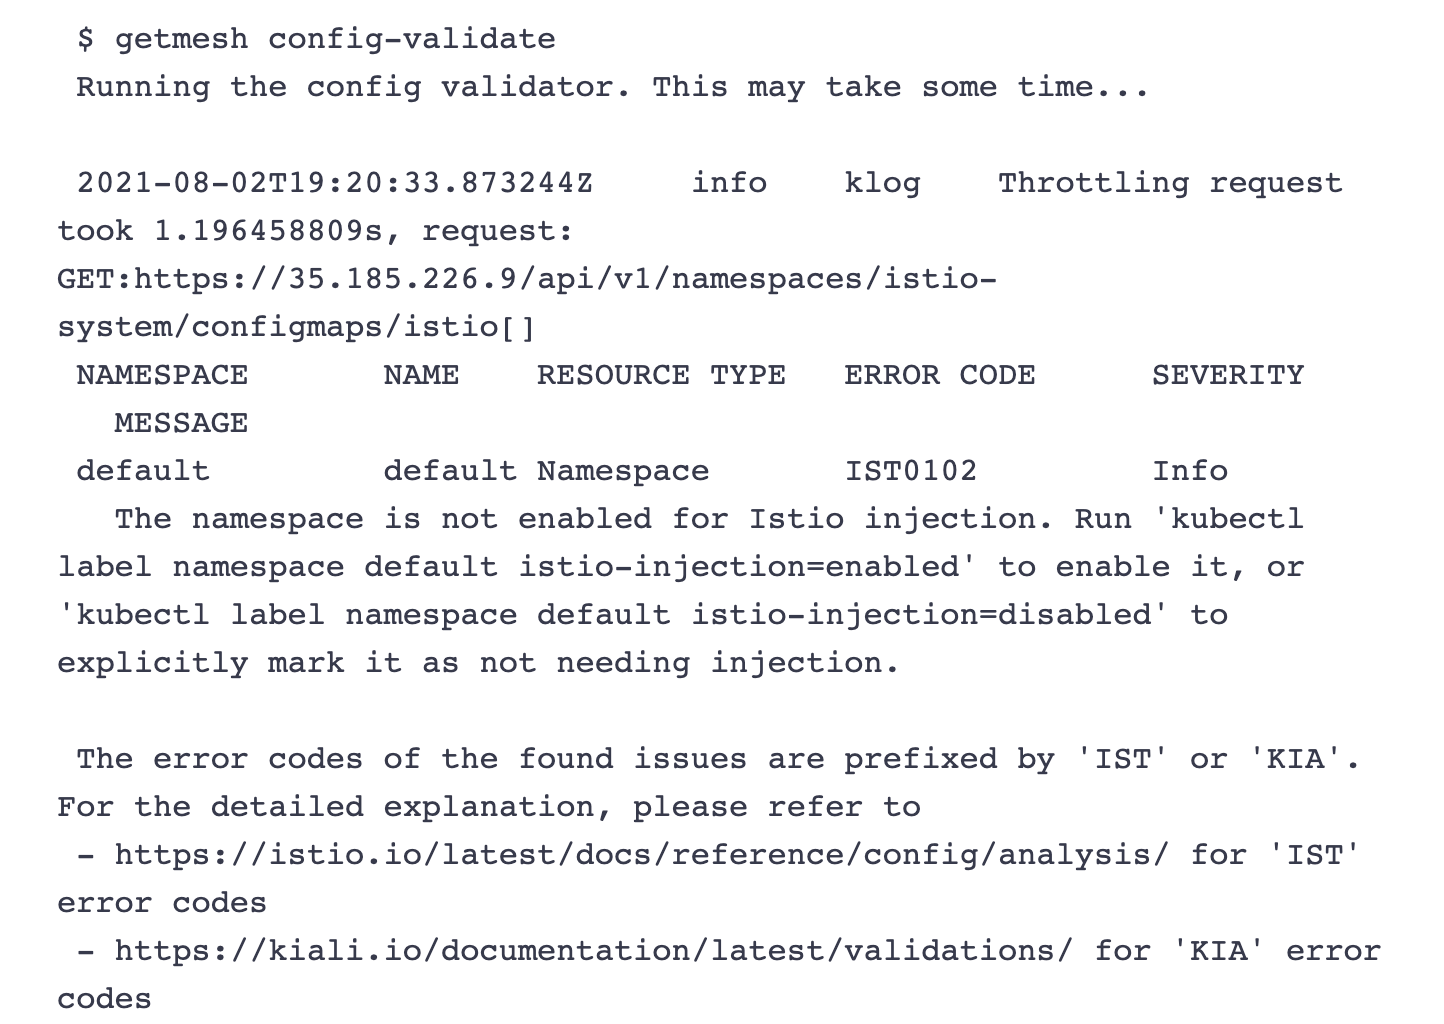 $ getmesh config-validate
Running the config validator. This may take some time...
2021-08-02T19:20:33.873244Z info klog Throttling request
took 1.196458809s, request:
GET:https://35.185.226.9/api/v1/namespaces/istio-
system/configmaps/istio[]
NAMESPACE NAME RESOURCE TYPE ERROR CODE SEVERITY
MESSAGE
default default Namespace IST0102 Info
The namespace is not enabled for Istio injection. Run 'kubectl
label namespace default istio-injection=enabled' to enable it, or
'kubectl label namespace default istio-injection=disabled' to
explicitly mark it as not needing injection.
The error codes of the found issues are prefixed by 'IST' or 'KIA'.
For the detailed explanation, please refer to
- https://istio.io/latest/docs/reference/config/analysis/ for 'IST'
error codes
- https://kiali.io/documentation/latest/validations/ for 'KIA' error
codes